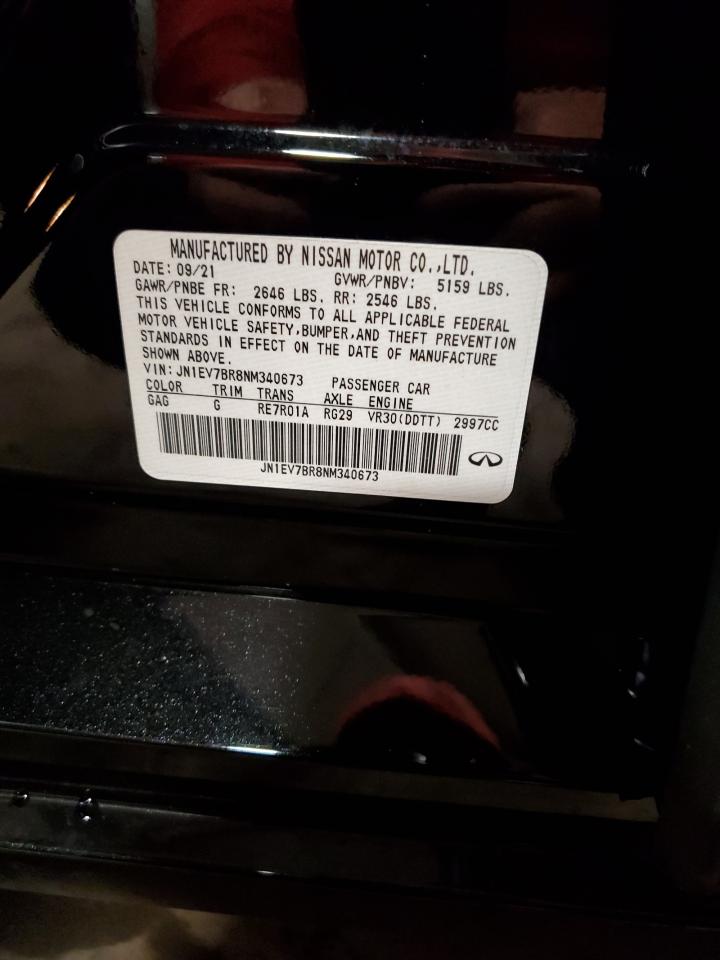 MANUFACTURED BY NISSAN MOTOR CO.,LTD.
DATE: 09/21 GVWR/PNBV: 5159 LBS.
GAWR/PNBE FR: 2646 LBS. RR: 2546 LBS.
THIS VEHICLE CONFORMS TO ALL APPLICABLE FEDERAL
MOTOR VEHICLE SAFETY,BUMPER,AND THEFT PREVENTION
STANDARDS IN EFFECT ON THE DATE OF MANUFACTURE
SHOWN ABOVE.
VIN: JN1EV7BR8NM340673 PASSENGER CAR
COLOR TRIM TRANS AXLE ENGINE
GAG G RE7R01A RG29 VR30(DDTT) 2997CC
JN1EV7BR8NM340673